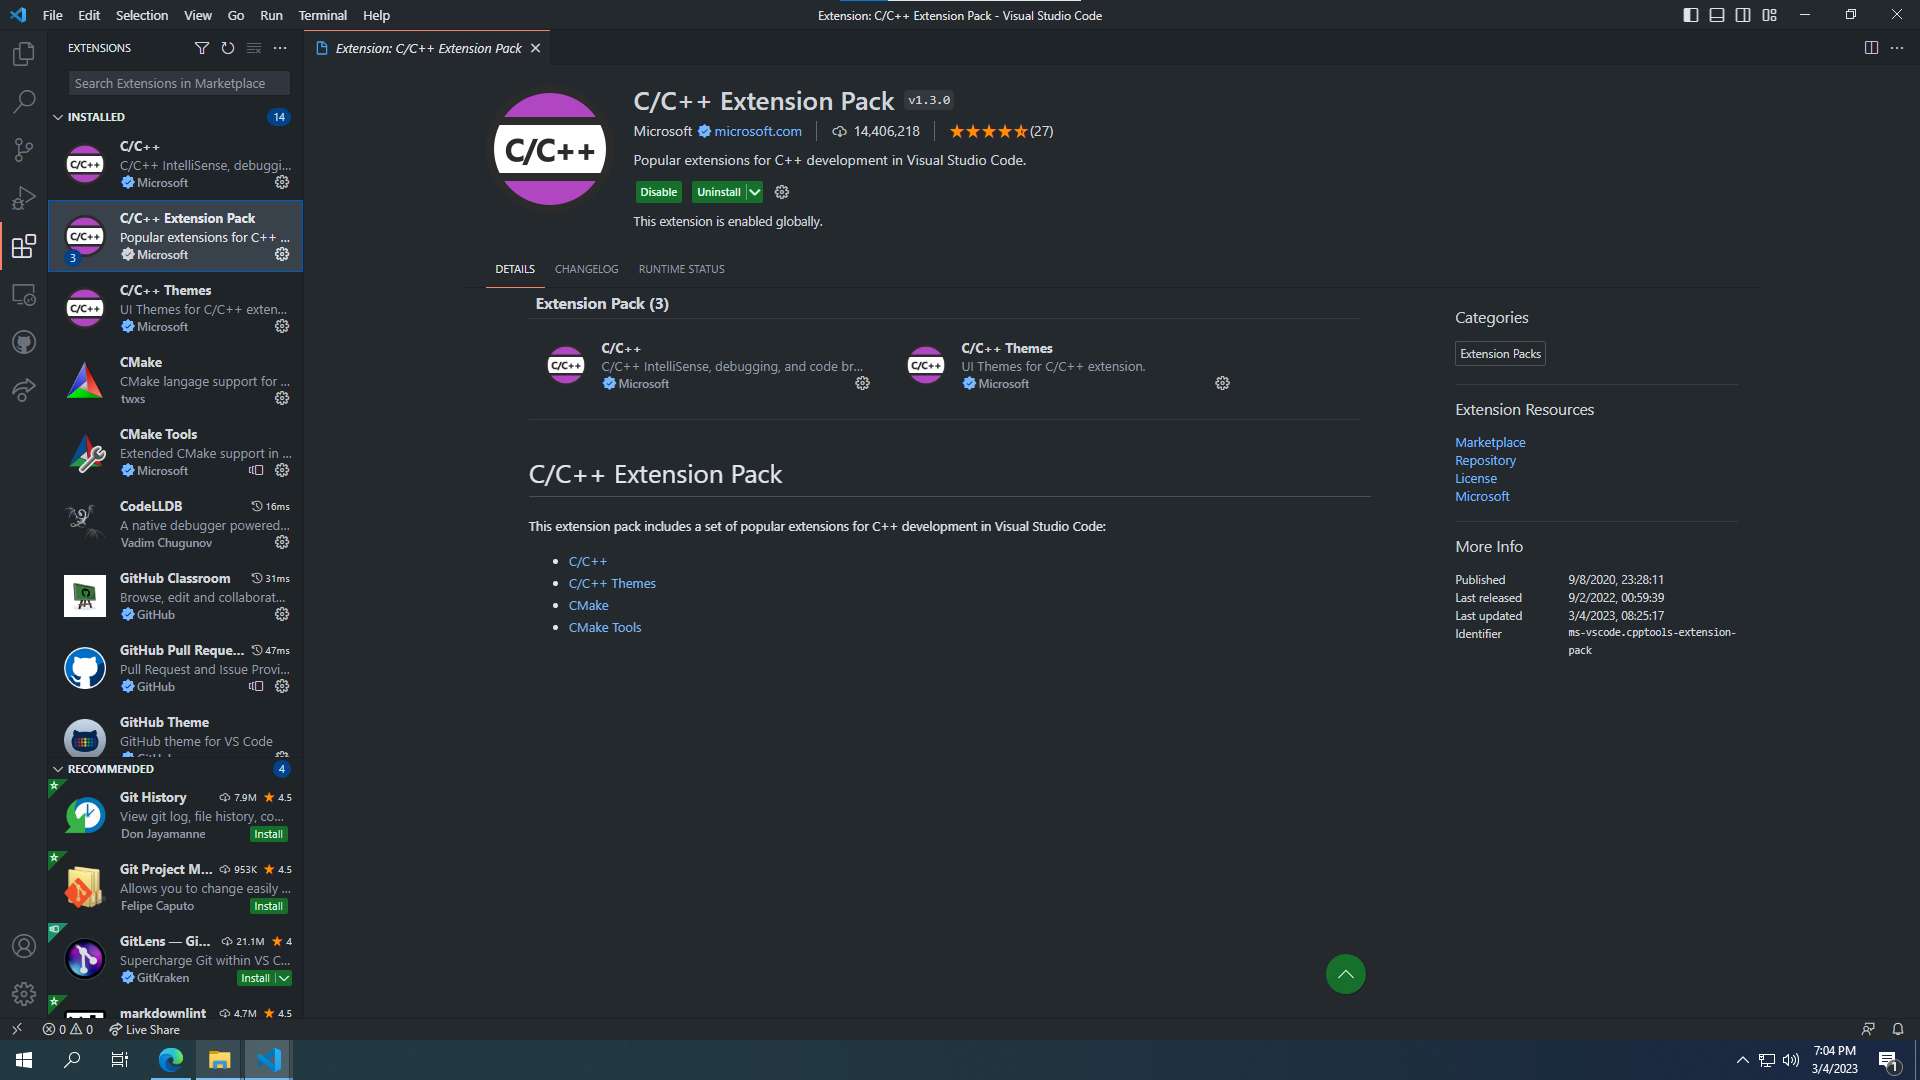 File Edit Selection View Go Run Terminal Help
Extension: C/C++ Extension Pack - Visual Studio Code
EXTENSIONS
Search Extensions in Marketplace
INSTALLED 14
C/C++
C/C++ IntelliSense, debuggi...
Microsoft
C/C++ Extension Pack
Popular extensions for C++ ...
3
Microsoft
C/C++ Themes
UI Themes for C/C++ exten...
Microsoft
CMake
CMake langage support for ...
twxs
CMake Tools
Extended CMake support in ...
Microsoft
CodeLLDB 16ms
A native debugger powered...
Vadim Chugunov
GitHub Classroom 31ms
Browse, edit and collaborat...
GitHub
GitHub Pull Reque... 47ms
Pull Request and Issue Provi...
GitHub
GitHub Theme
GitHub theme for VS Code
GitHub
RECOMMENDED 4
Git History 7.9M 4.5
View git log, file history, co...
Don Jayamanne Install
Git Project M... 953K 4.5
Allows you to change easily ...
Felipe Caputo Install
GitLens — Gi... 21.1M 4
Supercharge Git within VS C...
GitKraken Install
markdownlint 4.7M 4.5
Extension: C/C++ Extension Pack
C/C++
C/C++ Extension Pack v1.3.0
Microsoft microsoft.com 14,406,218 (27)
Popular extensions for C++ development in Visual Studio Code.
Disable Uninstall
This extension is enabled globally.
DETAILS CHANGELOG RUNTIME STATUS
Extension Pack (3)
C/C++
C/C++ IntelliSense, debugging, and code br...
Microsoft
C/C++ Themes
UI Themes for C/C++ extension.
Microsoft
C/C++ Extension Pack
This extension pack includes a set of popular extensions for C++ development in Visual Studio Code:
C/C++
C/C++ Themes
CMake
CMake Tools
Categories
Extension Packs
Extension Resources
Marketplace
Repository
License
Microsoft
More Info
Published 9/8/2020, 23:28:11
Last released 9/2/2022, 00:59:39
Last updated 3/4/2023, 08:25:17
Identifier ms-vscode.cpptools-extension-
pack
0 0 Live Share
7:04 PM
3/4/2023
1